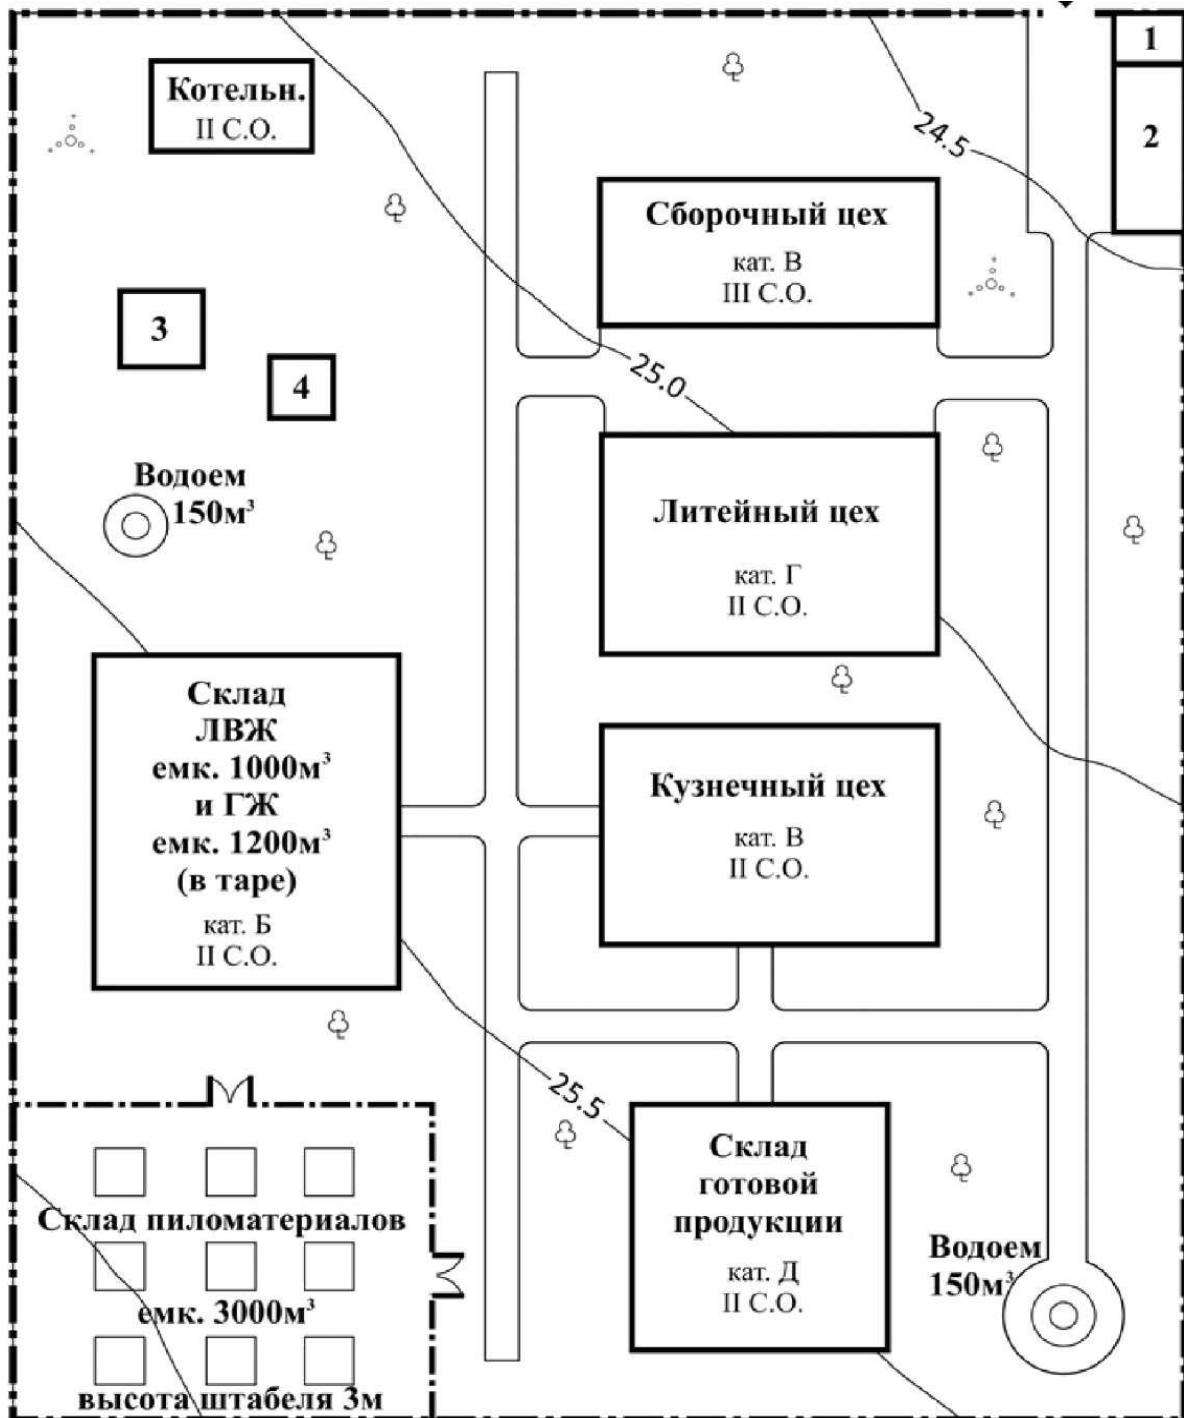 1
Котельн.
II С.О.
2
24.5
Сборочный цех
кат. В
III С.О.
3
4
25.0
Водоем
150м³
Литейный цех
кат. Г
II С.О.
Склад
ЛВЖ
емк. 1000м³
и ГЖ
емк. 1200м³
(в таре)
кат. Б
II С.О.
Кузнечный цех
кат. В
II С.О.
25.5
Склад пиломатериалов
емк. 3000м³
высота штабеля 3м
Склад
готовой
продукции
кат. Д
II С.О.
Водоем
150м³